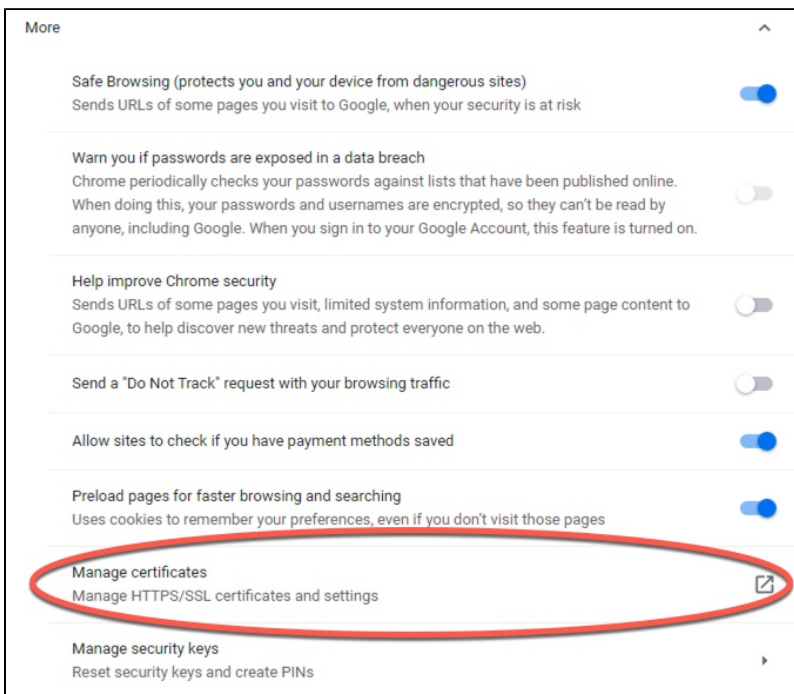 More
Safe Browsing (protects you and your device from dangerous sites)
Sends URLs of some pages you visit to Google, when your security is at risk
Warn you if passwords are exposed in a data breach
Chrome periodically checks your passwords against lists that have been published online.
When doing this, your passwords and usernames are encrypted, so they can't be read by
anyone, including Google. When you sign in to your Google Account, this feature is turned on.
Help improve Chrome security
Sends URLs of some pages you visit, limited system information, and some page content to
Google, to help discover new threats and protect everyone on the web.
Send a "Do Not Track" request with your browsing traffic
Allow sites to check if you have payment methods saved
Preload pages for faster browsing and searching
Uses cookies to remember your preferences, even if you don't visit those pages
Manage certificates
Manage HTTPS/SSL certificates and settings
Manage security keys
Reset security keys and create PINs